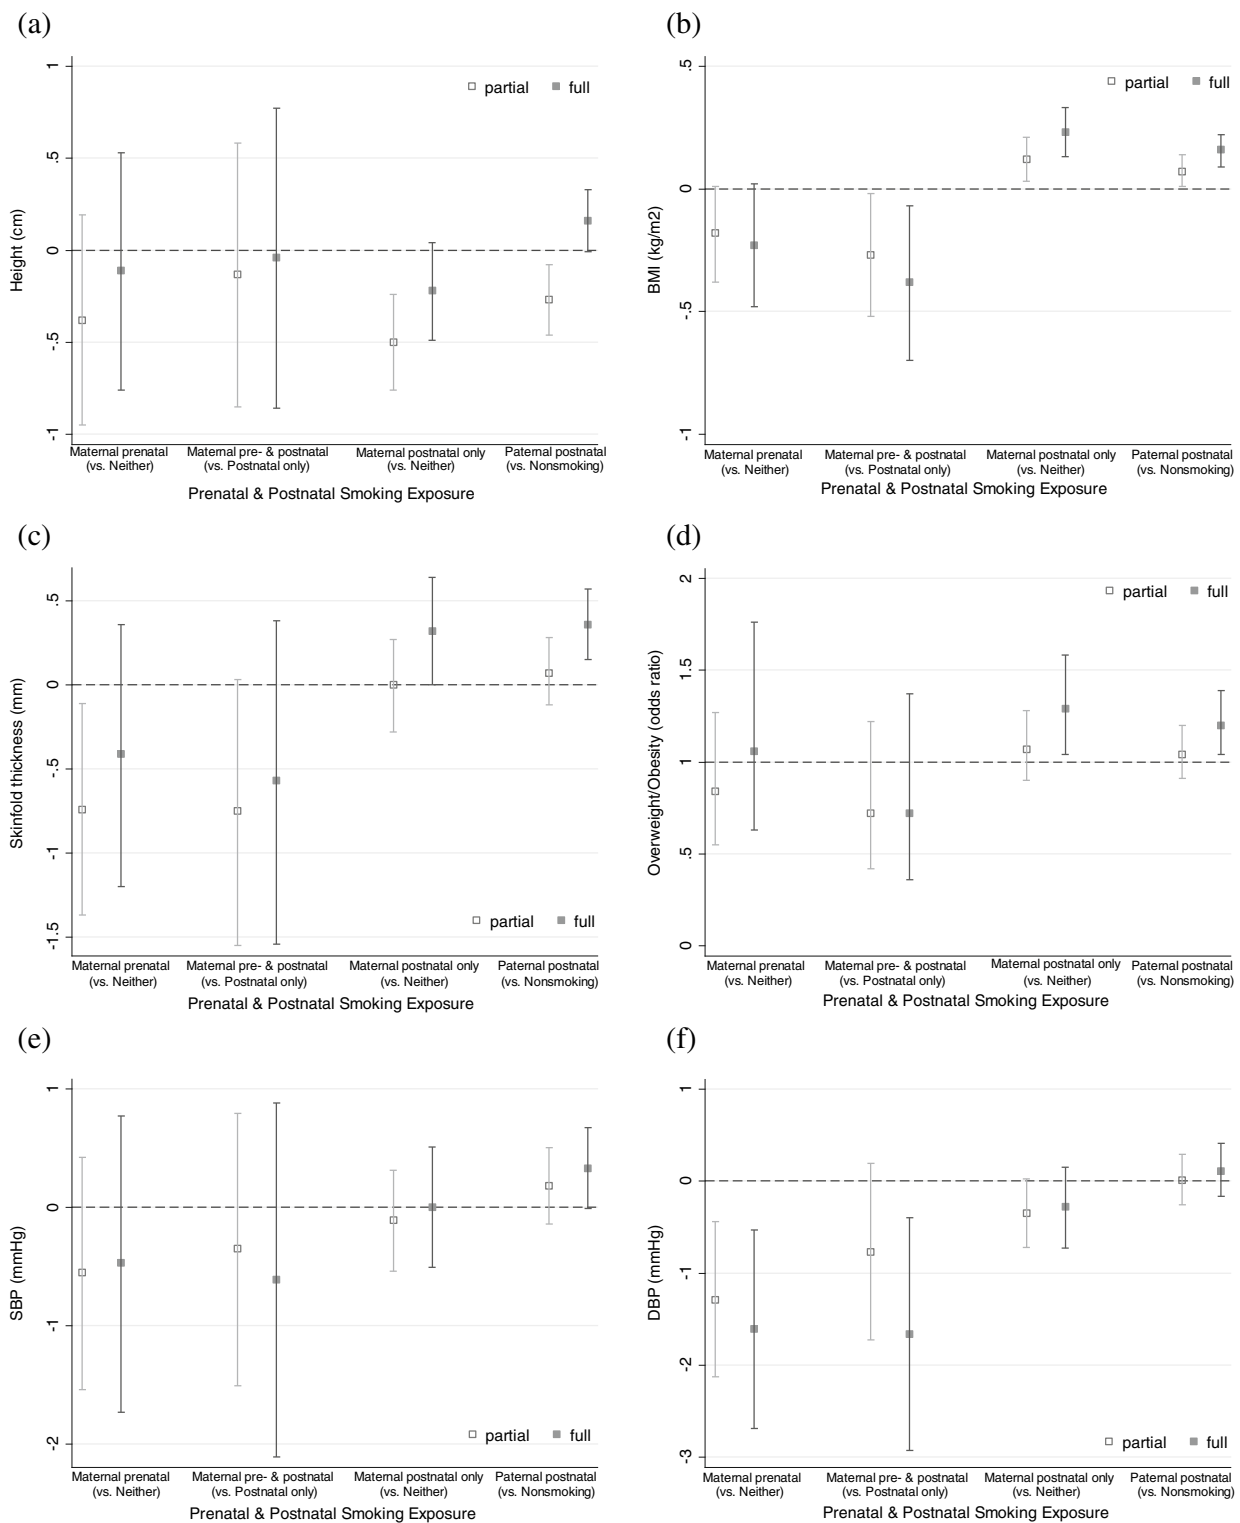 (a)
1
.5
0
-.5
-1
Height (cm)
partial full
Maternal prenatal Maternal pre- & postnatal Maternal postnatal only Paternal postnatal
(vs. Neither) (vs. Postnatal only) (vs. Neither) (vs. Nonsmoking)
Prenatal & Postnatal Smoking Exposure
(b)
.5
0
-.5
-1
BMI (kg/m2)
partial full
Maternal prenatal Maternal pre- & postnatal Maternal postnatal only Paternal postnatal
(vs. Neither) (vs. Postnatal only) (vs. Neither) (vs. Nonsmoking)
Prenatal & Postnatal Smoking Exposure
(c)
.5
0
-.5
-1
-1.5
Skinfold thickness (mm)
partial full
Maternal prenatal Maternal pre- & postnatal Maternal postnatal only Paternal postnatal
(vs. Neither) (vs. Postnatal only) (vs. Neither) (vs. Nonsmoking)
Prenatal & Postnatal Smoking Exposure
(d)
2
1.5
1
.5
0
Overweight/Obesity (odds ratio)
partial full
Maternal prenatal Maternal pre- & postnatal Maternal postnatal only Paternal postnatal
(vs. Neither) (vs. Postnatal only) (vs. Neither) (vs. Nonsmoking)
Prenatal & Postnatal Smoking Exposure
(e)
1
0
-1
-2
SBP (mmHg)
partial full
Maternal prenatal Maternal pre- & postnatal Maternal postnatal only Paternal postnatal
(vs. Neither) (vs. Postnatal only) (vs. Neither) (vs. Nonsmoking)
Prenatal & Postnatal Smoking Exposure
(f)
1
0
-1
-2
-3
DBP (mmHg)
partial full
Maternal prenatal Maternal pre- & postnatal Maternal postnatal only Paternal postnatal
(vs. Neither) (vs. Postnatal only) (vs. Neither) (vs. Nonsmoking)
Prenatal & Postnatal Smoking Exposure